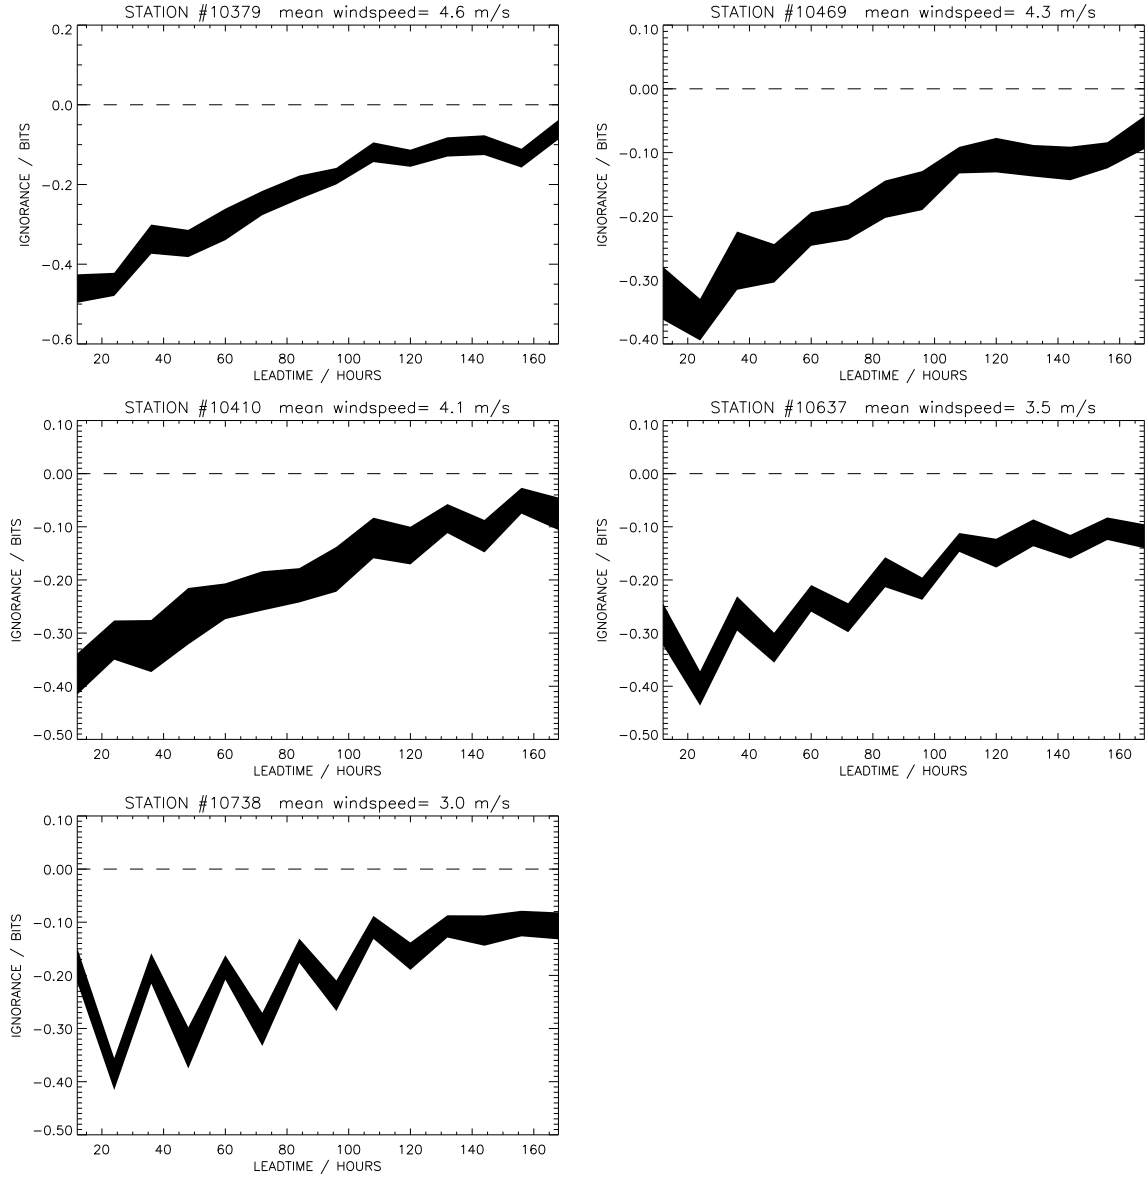 STATION #10379 mean windspeed= 4.6 m/s
0.2
0.0
-0.2
-0.4
-0.6
IGNORANCE / BITS
20 40 60 80 100 120 140 160
LEADTIME / HOURS
STATION #10469 mean windspeed= 4.3 m/s
0.10
0.00
-0.10
-0.20
-0.30
-0.40
IGNORANCE / BITS
20 40 60 80 100 120 140 160
LEADTIME / HOURS
STATION #10410 mean windspeed= 4.1 m/s
0.10
0.00
-0.10
-0.20
-0.30
-0.40
-0.50
IGNORANCE / BITS
20 40 60 80 100 120 140 160
LEADTIME / HOURS
STATION #10637 mean windspeed= 3.5 m/s
0.10
0.00
-0.10
-0.20
-0.30
-0.40
-0.50
IGNORANCE / BITS
20 40 60 80 100 120 140 160
LEADTIME / HOURS
STATION #10738 mean windspeed= 3.0 m/s
0.10
0.00
-0.10
-0.20
-0.30
-0.40
-0.50
IGNORANCE / BITS
20 40 60 80 100 120 140 160
LEADTIME / HOURS